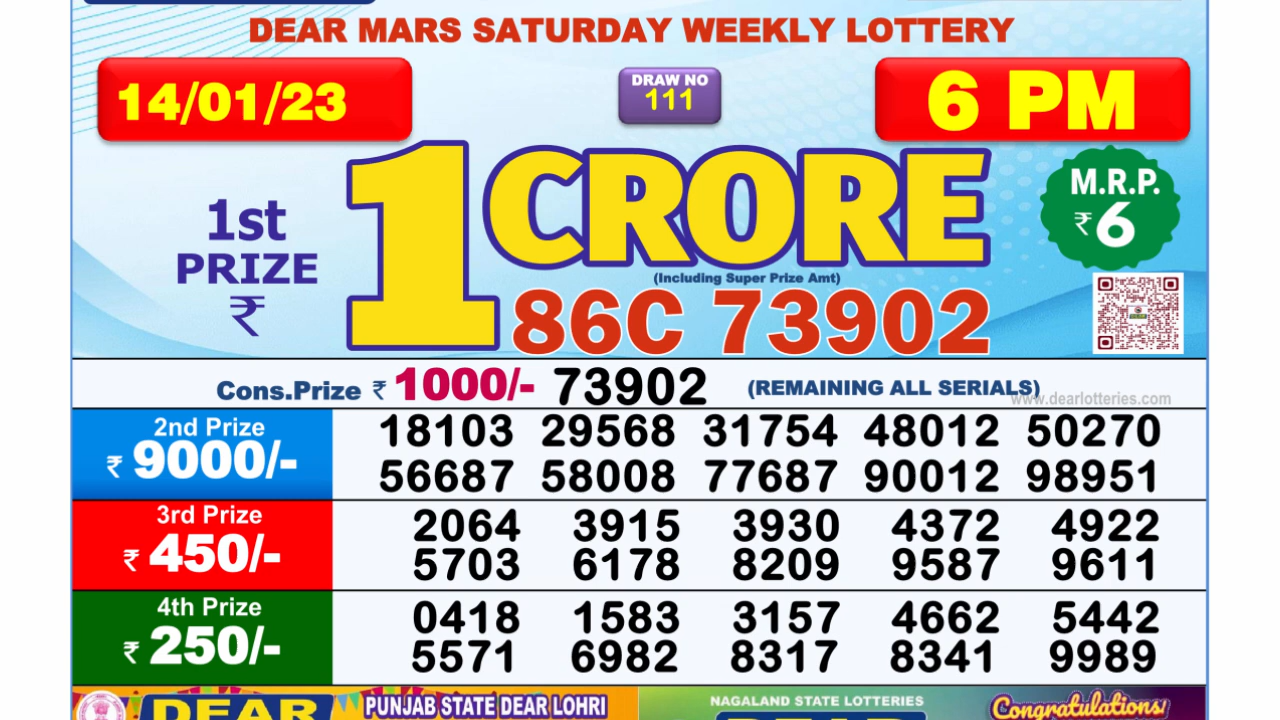 DEAR MARS SATURDAY WEEKLY LOTTERY
14/01/23
DRAW NO
111
6 PM
1st
PRIZE
₹
1 CRORE
(Including Super Prize Amt)
86C 73902
M.R.P.
₹6
Cons.Prize ₹ 1000/- 73902 (REMAINING ALL SERIALS)
www.dearlotteries.com
2nd Prize
₹ 9000/-
18103 29568 31754 48012 50270
56687 58008 77687 90012 98951
3rd Prize
₹ 450/-
2064 3915 3930 4372 4922
5703 6178 8209 9587 9611
4th Prize
₹ 250/-
0418 1583 3157 4662 5442
5571 6982 8317 8341 9989
DEAR
PUNJAB STATE DEAR LOHRI
NAGALAND STATE LOTTERIES
DEAR
Congratulations!